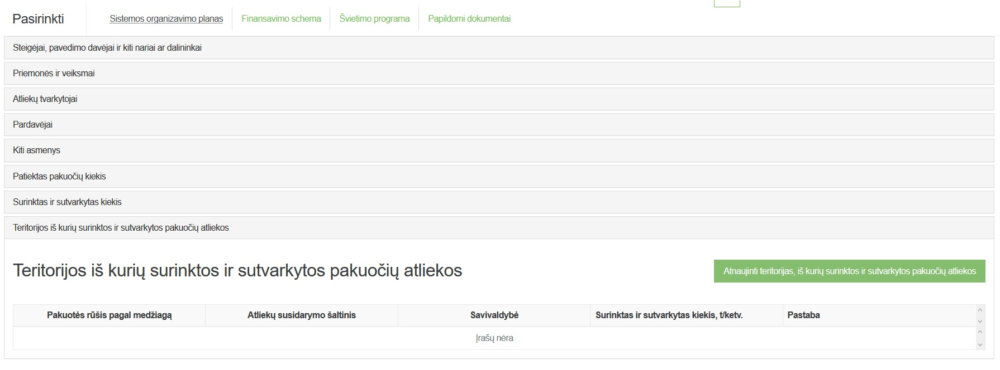 Pasirinkti
Sistemos organizavimo planas
Finansavimo schema
Švietimo programa
Papildomi dokumentai
Steigėjai, pavedimo davėjai ir kiti nariai ar dalininkai
Priemonės ir veiksmai
Atliekų tvarkytojai
Pardavėjai
Kiti asmenys
Patiektas pakuočių kiekis
Surinktas ir sutvarkytas kiekis
Teritorijos iš kurių surinktos ir sutvarkytos pakuočių atliekos
Teritorijos iš kurių surinktos ir sutvarkytos pakuočių atliekos
Atnaujinti teritorijas, iš kurių surinktos ir sutvarkytos pakuočių atliekos
Pakuotės rūšis pagal medžiagą
Atliekų susidarymo šaltinis
Savivaldybė
Surinktas ir sutvarkytas kiekis, t/ketv.
Pastaba
Įrašų nėra